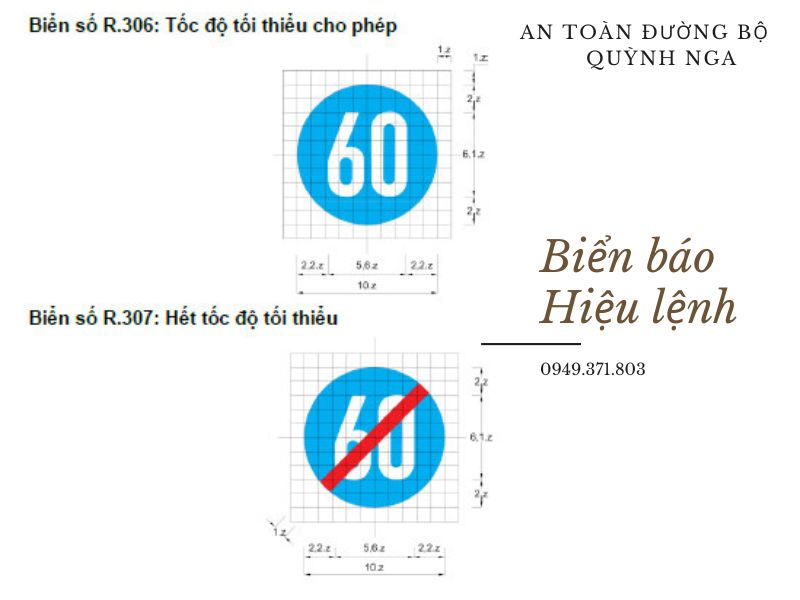 Biển số R.306: Tốc độ tối thiểu cho phép
AN TOÀN ĐƯỜNG BỘ
QUỲNH NGA
1.z
1.z
2.z
60
6,1.z
2.z
2,2.z 5,6.z 2,2.z
10.z
Biển báo
Hiệu lệnh
0949.371.803
Biển số R.307: Hết tốc độ tối thiểu
2.z
60
6,1.z
2.z
1.z
2,2.z 5,6.z 2,2.z
10.z